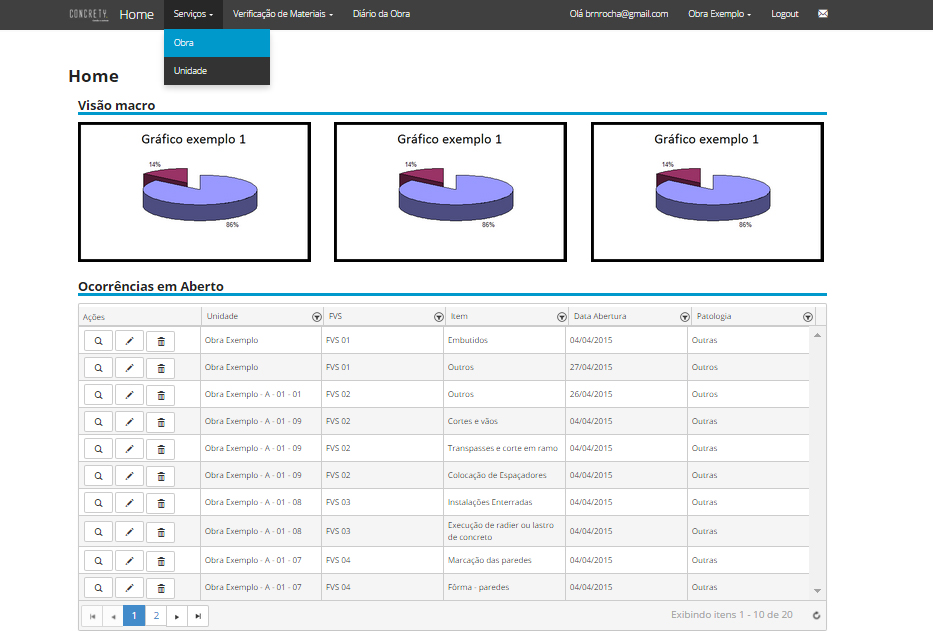 CONCRETY Home Serviços Verificação de Materiais Diário da Obra Olá brnrocha@gmail.com Obra Exemplo Logout
Obra
Unidade
Home
Visão macro
Gráfico exemplo 1
14%
86%
Gráfico exemplo 1
14%
86%
Gráfico exemplo 1
14%
86%
Ocorrências em Aberto
Ações Unidade FVS Item Data Abertura Patologia
Obra Exemplo FVS 01 Embutidos 04/04/2015 Outras
Obra Exemplo FVS 01 Outros 27/04/2015 Outros
Obra Exemplo - A - 01 - 01 FVS 02 Outros 26/04/2015 Outros
Obra Exemplo - A - 01 - 09 FVS 02 Cortes e vãos 04/04/2015 Outras
Obra Exemplo - A - 01 - 09 FVS 02 Transpasses e corte em ramo 04/04/2015 Outras
Obra Exemplo - A - 01 - 09 FVS 02 Colocação de Espaçadores 04/04/2015 Outras
Obra Exemplo - A - 01 - 08 FVS 03 Instalações Enterradas 04/04/2015 Outras
Obra Exemplo - A - 01 - 08 FVS 03 Execução de radier ou lastro
de concreto 04/04/2015 Outras
Obra Exemplo - A - 01 - 07 FVS 04 Marcação das paredes 04/04/2015 Outras
Obra Exemplo - A - 01 - 07 FVS 04 Fôrma - paredes 04/04/2015 Outras
1 2 Exibindo itens 1 - 10 de 20